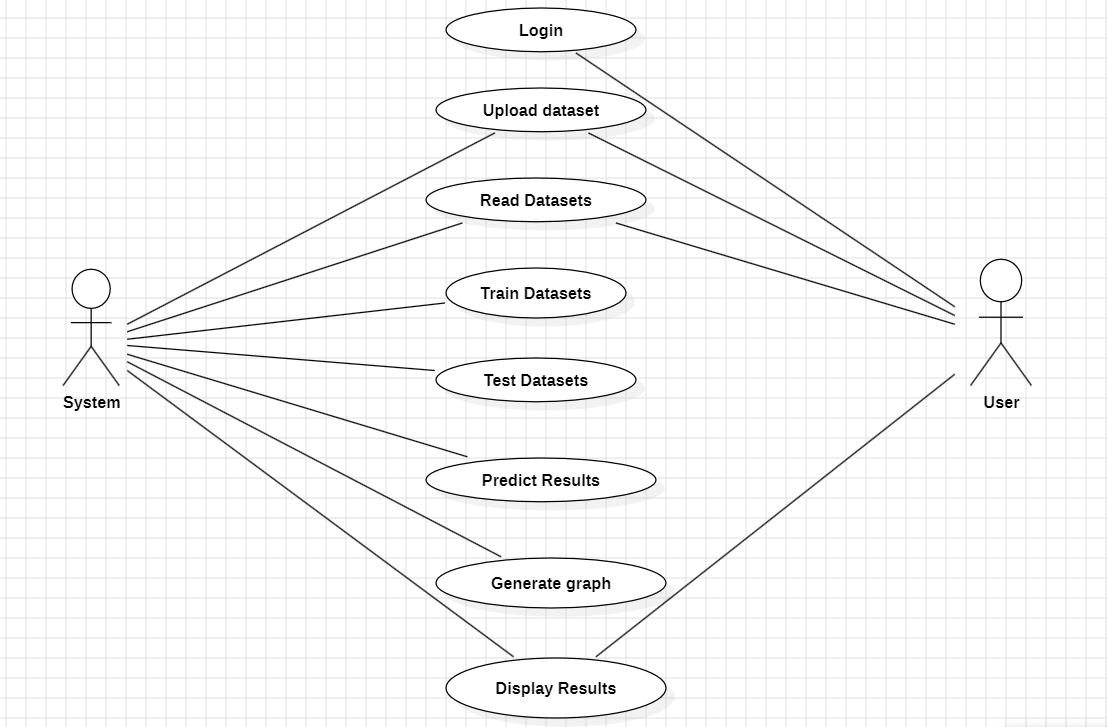 Login
Upload dataset
Read Datasets
Train Datasets
Test Datasets
System
User
Predict Results
Generate graph
Display Results